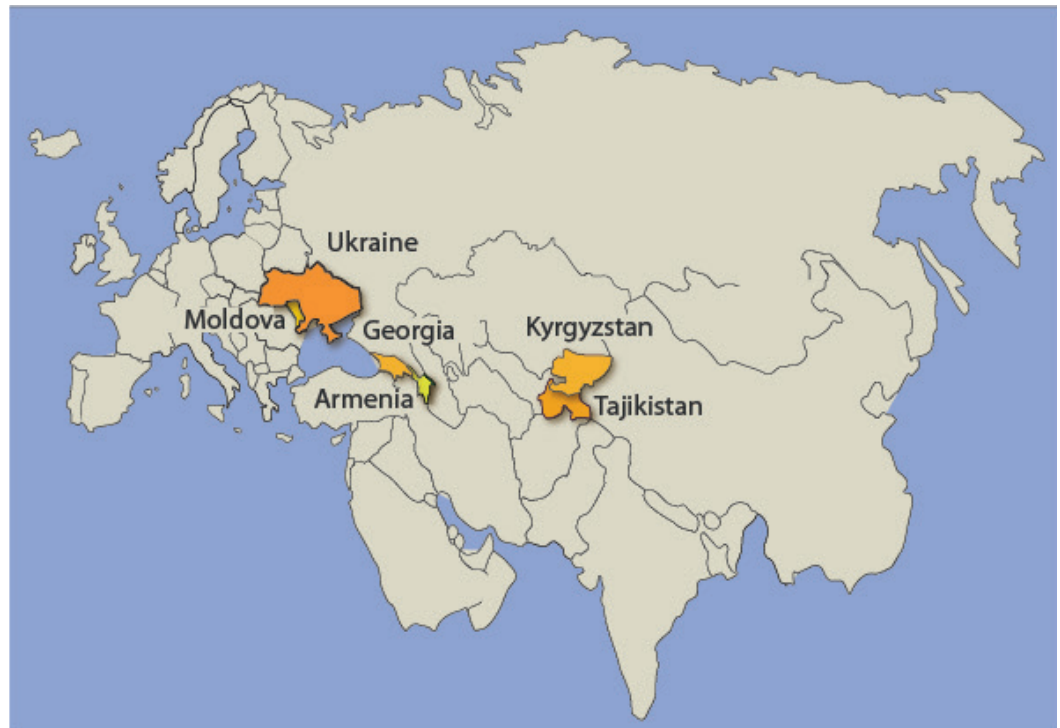 Ukraine
Moldova
Georgia
Kyrgyzstan
Armenia
Tajikistan